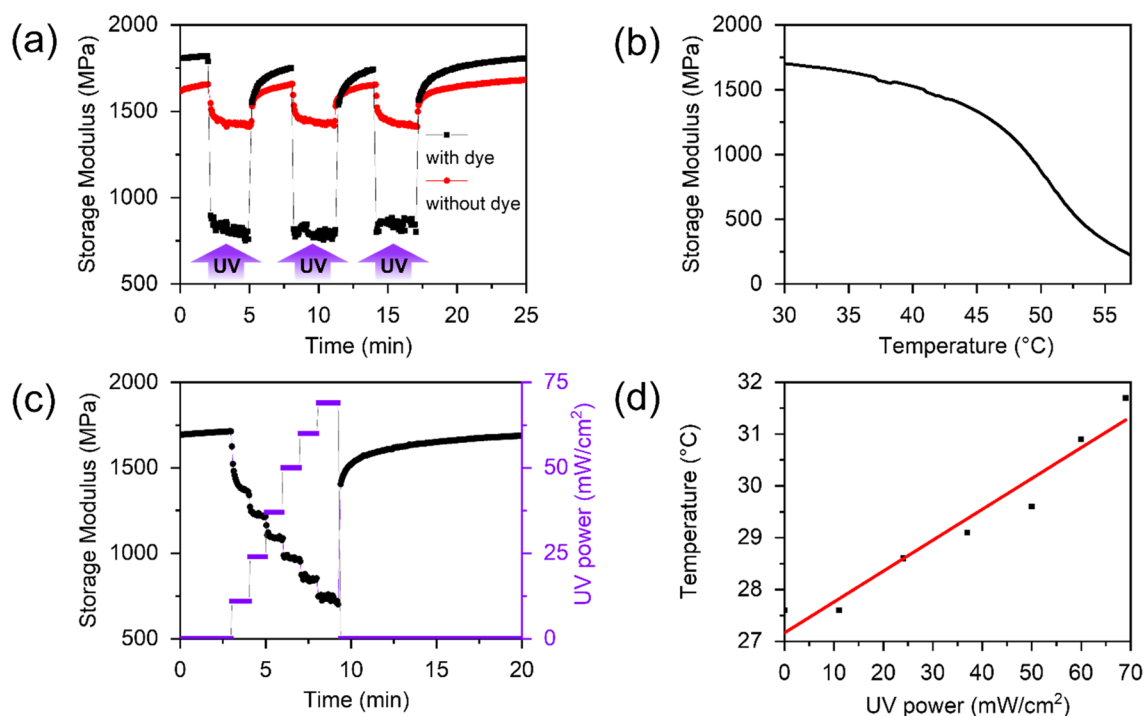 (a)
2000
1500
1000
500
Storage Modulus (MPa)
with dye
without dye
UV
UV
UV
0
5
10
15
20
25
Time (min)
(b)
2000
1500
1000
500
0
Storage Modulus (MPa)
30
35
40
45
50
55
Temperature (°C)
(c)
2000
1500
1000
500
Storage Modulus (MPa)
75
50
25
0
UV power (mW/cm²)
0
5
10
15
20
Time (min)
(d)
32
31
30
29
28
27
Temperature (°C)
0
10
20
30
40
50
60
70
UV power (mW/cm²)